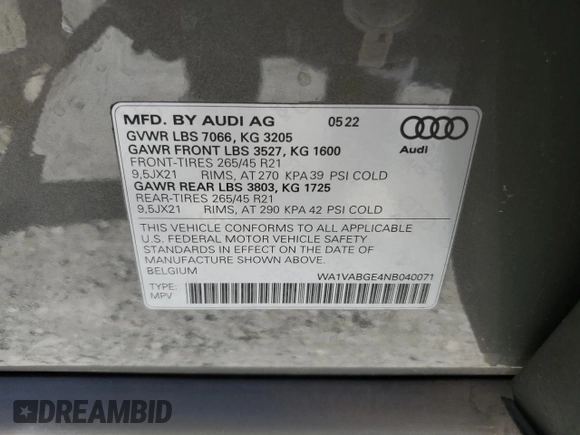 MFD. BY AUDI AG 05 22
GVWR LBS 7066, KG 3205
GAWR FRONT LBS 3527, KG 1600
FRONT-TIRES 265/45 R21
9,5JX21 RIMS, AT 270 KPA 39 PSI COLD
GAWR REAR LBS 3803, KG 1725
REAR-TIRES 265/45 R21
9,5JX21 RIMS, AT 290 KPA 42 PSI COLD
THIS VEHICLE CONFORMS TO ALL APPLICABLE
U.S. FEDERAL MOTOR VEHICLE SAFETY
STANDARDS IN EFFECT ON THE DATE OF
MANUFACTURE SHOWN ABOVE.
BELGIUM WA1VABGE4NB040071
TYPE:
MPV
Audi
DREAMBID